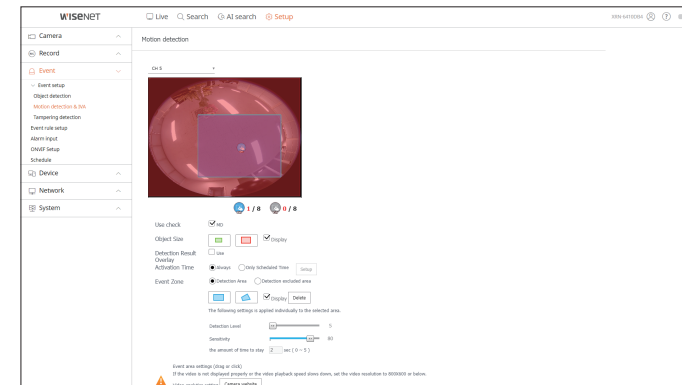 WISENET
Live Search AI search Setup
XRN-6410DB4
Camera
Record
Event
Event setup
Object detection
Motion detection & IVA
Tampering detection
Event rule setup
Alarm input
ONVIF Setup
Schedule
Device
Network
System
Motion detection
CH 5
1 / 8 0 / 8
Use check MD
Object Size Display
Detection Result Overlay Use
Activation Time Always Only Scheduled Time Setup
Event Zone Detection Area Detection excluded area
Display Delete
The following settings is applied individually to the selected area.
Detection Level 5
Sensitivity 80
the amount of time to stay 2 sec ( 0 ~ 5 )
Event area settings (drag or click)
If the video is not displayed properly or the video playback speed slows down, set the video resolution to 800X600 or below.
Camera website